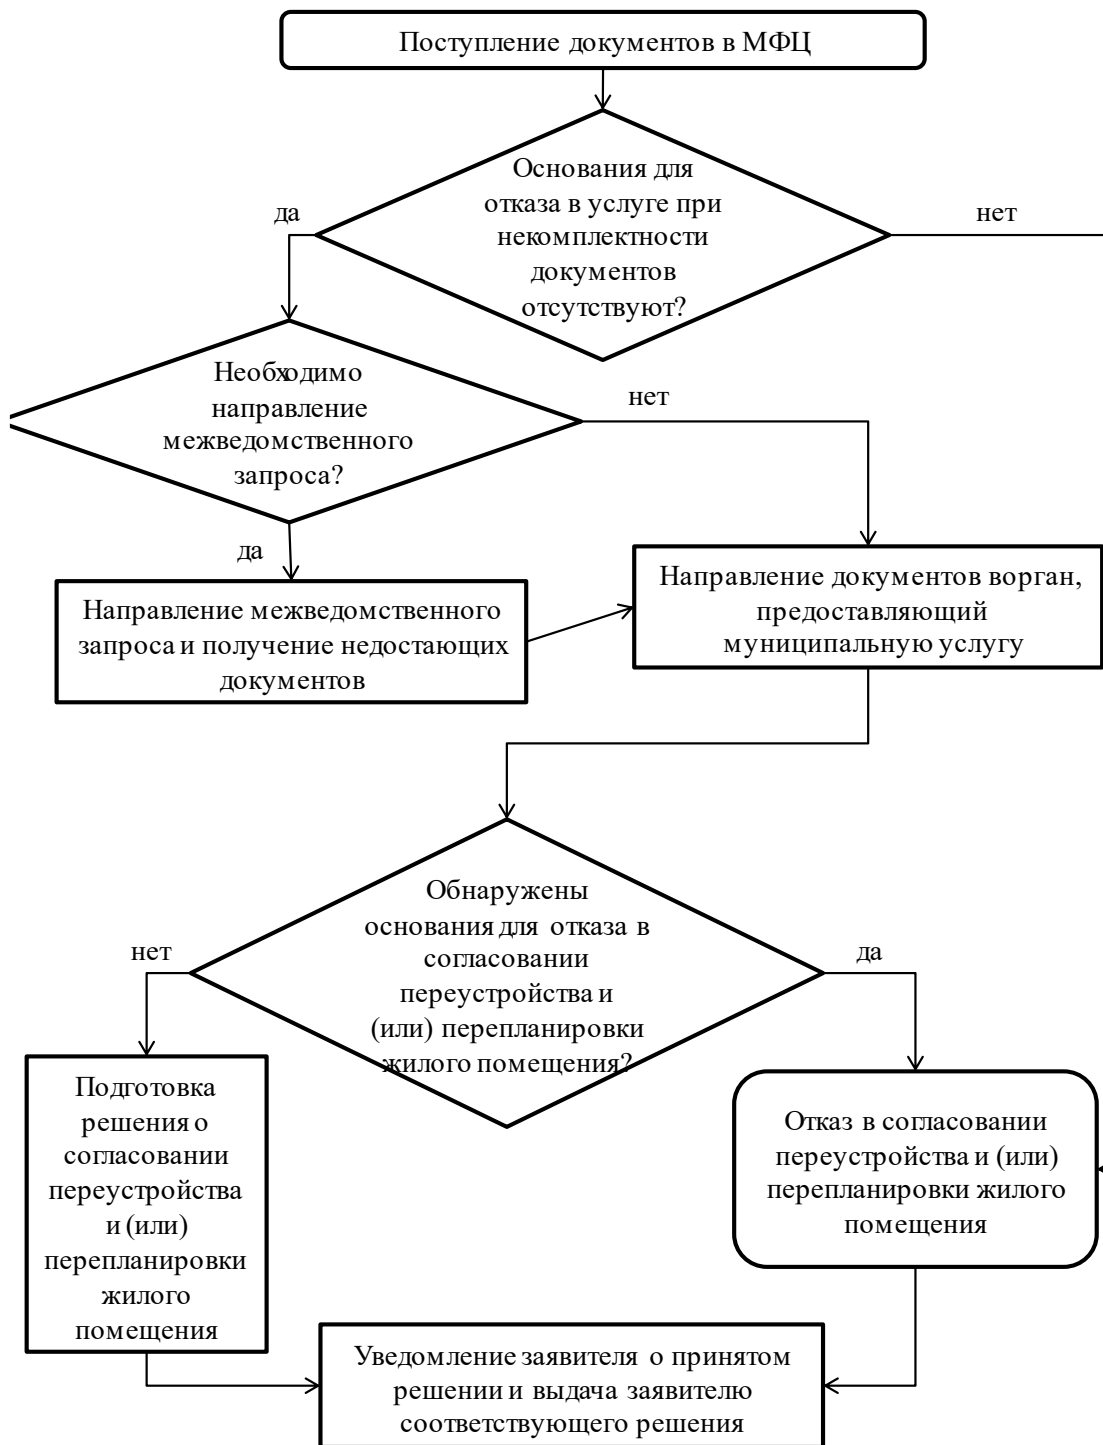 Поступление документов в МФЦ
Основания для
отказа в услуге при
некомплектности
документов
отсутствуют?
да
нет
Необходимо
направление
межведомственного
запроса?
нет
да
Направление межведомственного
запроса и получение недостающих
документов
Направление документов ворган,
предоставляющий
муниципальную услугу
Обнаружены
основания для отказа в
согласовании
переустройства и
(или) перепланировки
жилого помещения?
нет
да
Подготовка
решения о
согласовании
переустройства
и (или)
перепланировки
жилого
помещения
Отказ в согласовании
переустройства и (или)
перепланировки жилого
помещения
Уведомление заявителя о принятом
решении и выдача заявителю
соответствующего решения